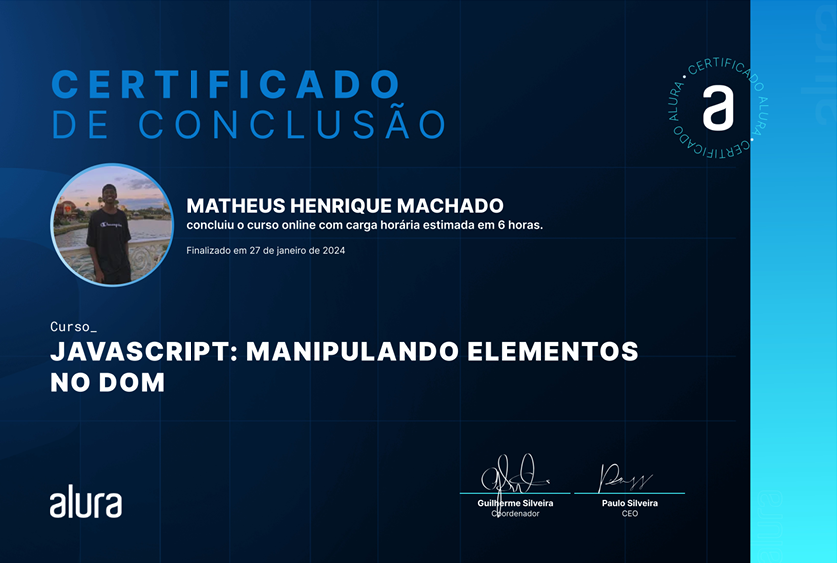 CERTIFICADO
DE CONCLUSÃO
CERTIFICADO ALURA • CERTIFICADO ALURA •
a
MATHEUS HENRIQUE MACHADO
concluiu o curso online com carga horária estimada em 6 horas.
Finalizado em 27 de janeiro de 2024
Curso_
JAVASCRIPT: MANIPULANDO ELEMENTOS
NO DOM
alura
Guilherme Silveira
Coordenador
Paulo Silveira
CEO